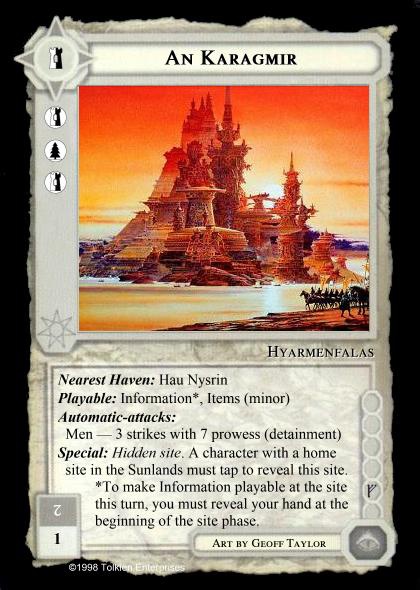 AN KARAGMIR
HYARMENFALAS
Nearest Haven: Hau Nysrin
Playable: Information*, Items (minor)
Automatic-attacks:
Men — 3 strikes with 7 prowess (detainment)
Special: Hidden site. A character with a home
site in the Sunlands must tap to reveal this site.
*To make Information playable at the site
this turn, you must reveal your hand at the
beginning of the site phase.
2
1
ART BY GEOFF TAYLOR
©1998 Tolkien Enterprises